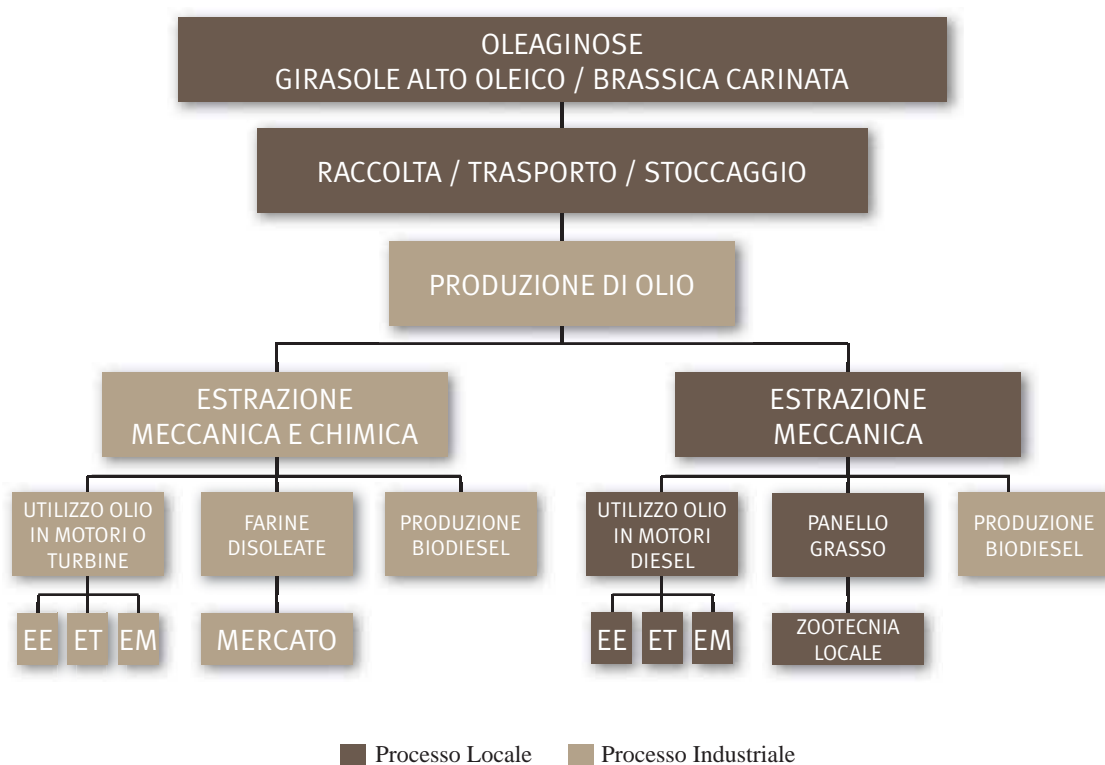 OLEAGINOSE
GIRASOLE ALTO OLEICO / BRASSICA CARINATA
RACCOLTA / TRASPORTO / STOCCAGGIO
PRODUZIONE DI OLIO
ESTRAZIONE
MECCANICA E CHIMICA
ESTRAZIONE
MECCANICA
UTILIZZO OLIO
IN MOTORI O
TURBINE
FARINE
DISOLEATE
PRODUZIONE
BIODIESEL
UTILIZZO OLIO
IN MOTORI
DIESEL
PANELLO
GRASSO
PRODUZIONE
BIODIESEL
EE
ET
EM
MERCATO
EE
ET
EM
ZOOTECNIA
LOCALE
Processo Locale
Processo Industriale